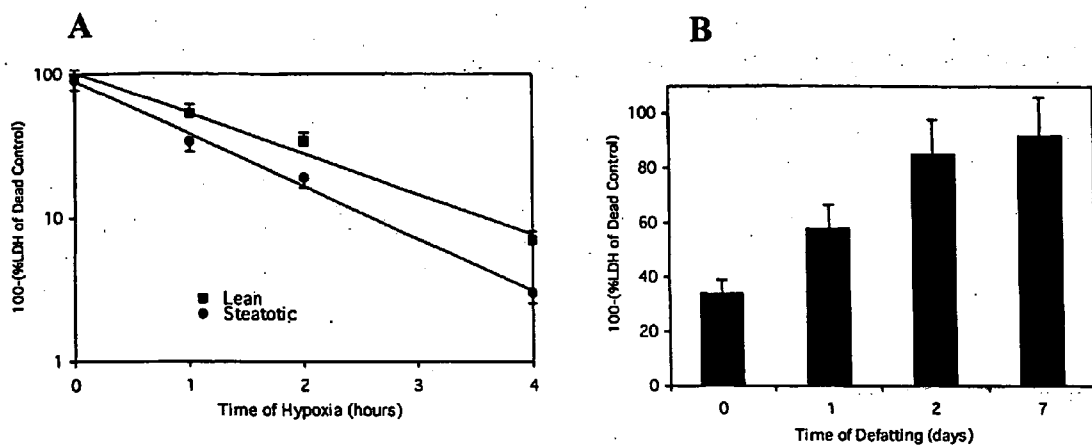 A
100-(%LDH of Dead Control)
100
10
1
Lean
Steatotic
0 1 2 3 4
Time of Hypoxia (hours)
B
100-(%LDH of Dead Control)
100
80
60
40
20
0
0 1 2 7
Time of Defatting (days)